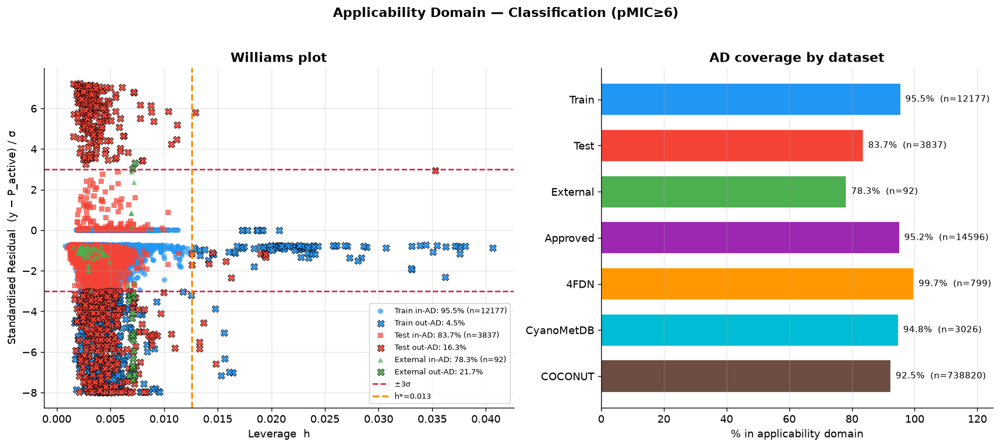 Applicability Domain — Classification (pMIC≥6)
Williams plot
Standardised Residual (y − P_active) / σ
6
4
2
0
−2
−4
−6
−8
0.000
0.005
0.010
0.015
0.020
0.025
0.030
0.035
0.040
Leverage h
Train in-AD: 95.5% (n=12177)
Train out-AD: 4.5%
Test in-AD: 83.7% (n=3837)
Test out-AD: 16.3%
External in-AD: 78.3% (n=92)
External out-AD: 21.7%
±3σ
h*=0.013
AD coverage by dataset
Train 95.5% (n=12177)
Test 83.7% (n=3837)
External 78.3% (n=92)
Approved 95.2% (n=14596)
4FDN 99.7% (n=799)
CyanoMetDB 94.8% (n=3026)
COCONUT 92.5% (n=738820)
0
20
40
60
80
100
120
% in applicability domain